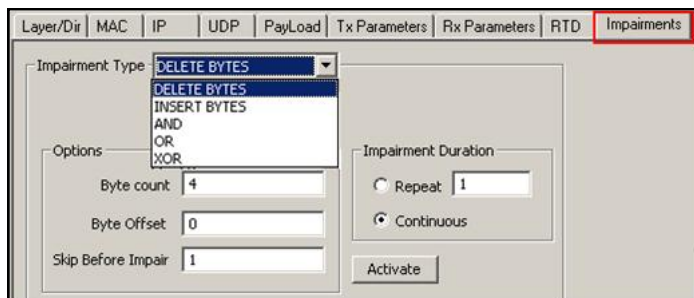 Layer/Dir MAC IP UDP PayLoad Tx Parameters Rx Parameters RTD Impairments
Impairment Type DELETE BYTES
DELETE BYTES
INSERT BYTES
AND
OR
XOR
Options
Byte count 4
Byte Offset 0
Skip Before Impair 1
Impairment Duration
Repeat 1
Continuous
Activate